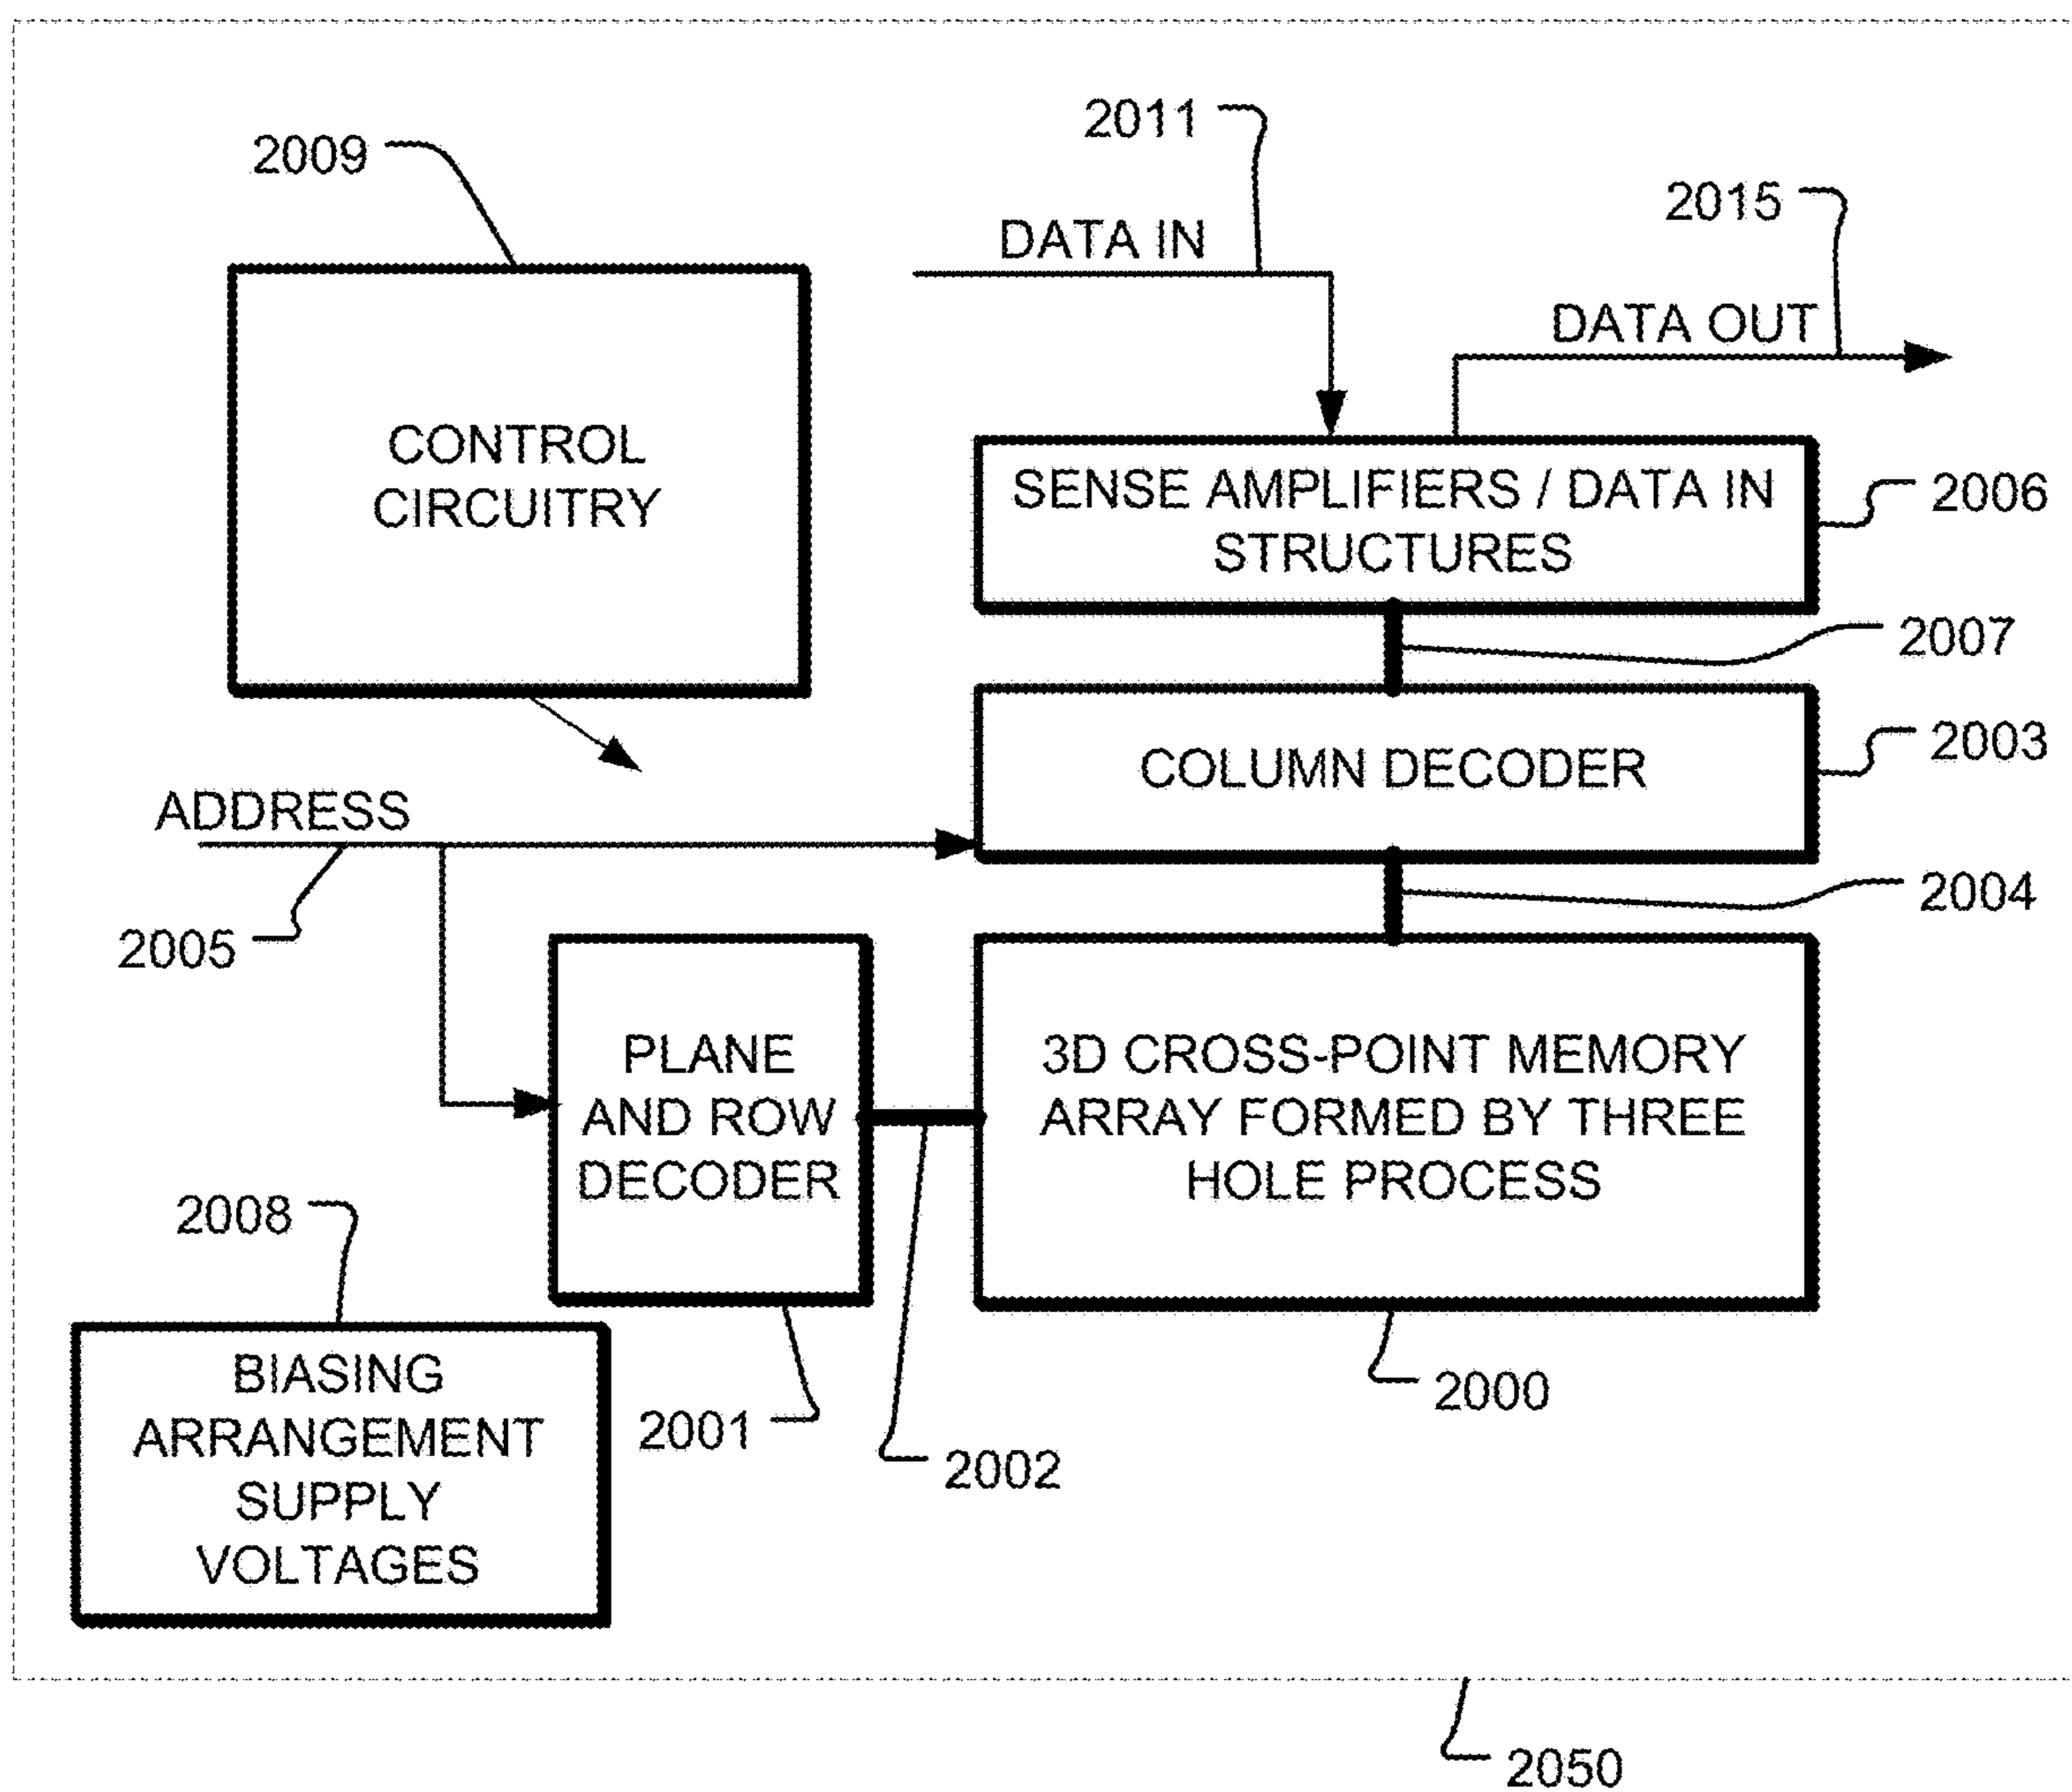 2011
2009
2015
DATA IN
DATA OUT
CONTROL
CIRCUITRY
SENSE AMPLIFIERS / DATA IN
STRUCTURES
2006
2007
COLUMN DECODER
2003
ADDRESS
2004
2005
PLANE
AND ROW
DECODER
3D CROSS-POINT MEMORY
ARRAY FORMED BY THREE
HOLE PROCESS
2008
BIASING
ARRANGEMENT
SUPPLY
VOLTAGES
2001
2002
2000
2050